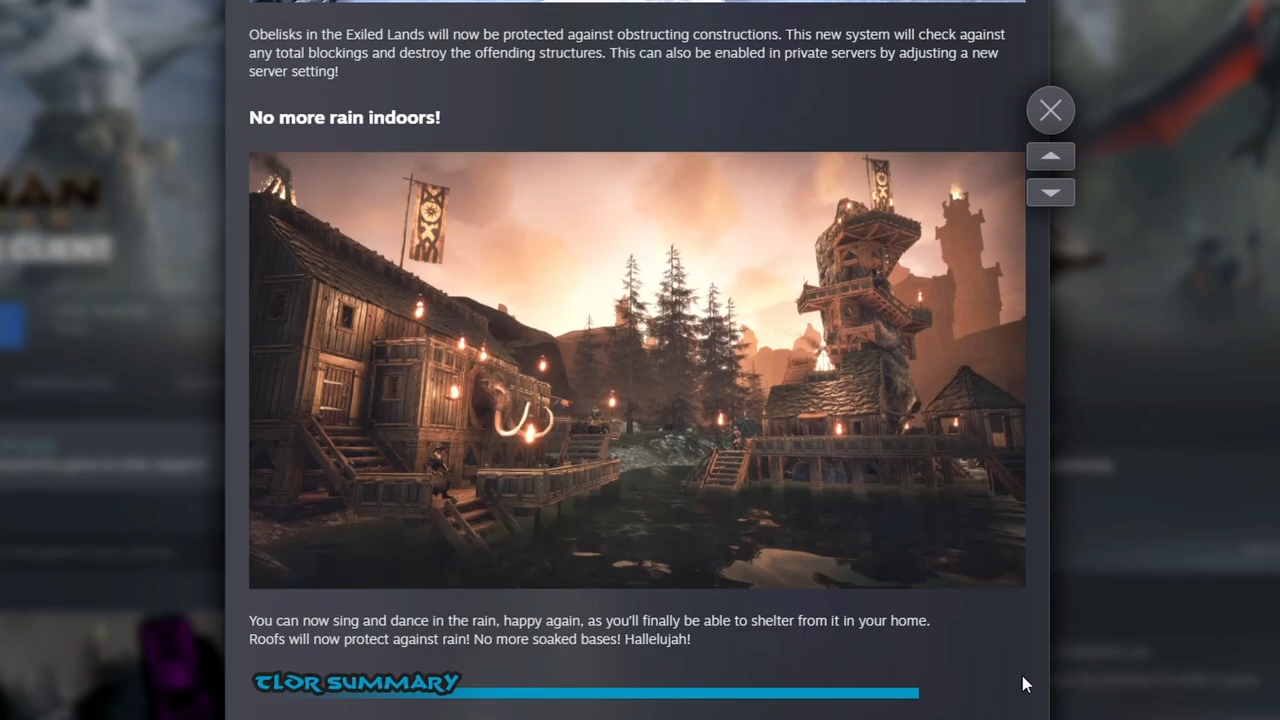 Obelisks in the Exiled Lands will now be protected against obstructing constructions. This new system will check against
any total blockings and destroy the offending structures. This can also be enabled in private servers by adjusting a new
server setting!
No more rain indoors!
You can now sing and dance in the rain, happy again, as you'll finally be able to shelter from it in your home.
Roofs will now protect against rain! No more soaked bases! Hallelujah!
TLDR SUMMARY